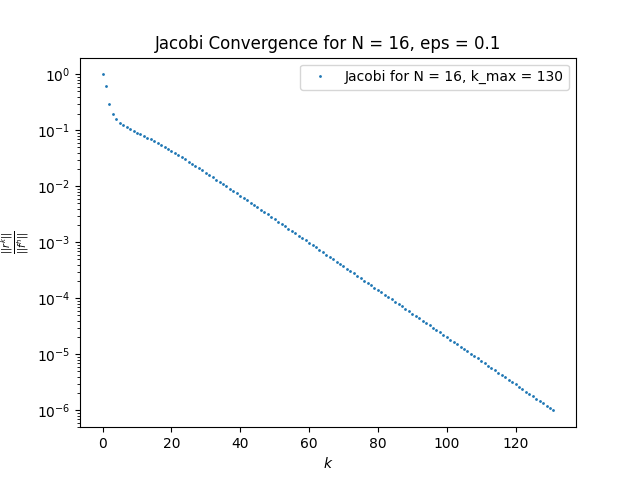 Jacobi Convergence for N = 16, eps = 0.1
Jacobi for N = 16, k_max = 130
10⁰
10⁻¹
10⁻²
10⁻³
10⁻⁴
10⁻⁵
10⁻⁶
||rᵏ||
||fʰ||
0 20 40 60 80 100 120
k